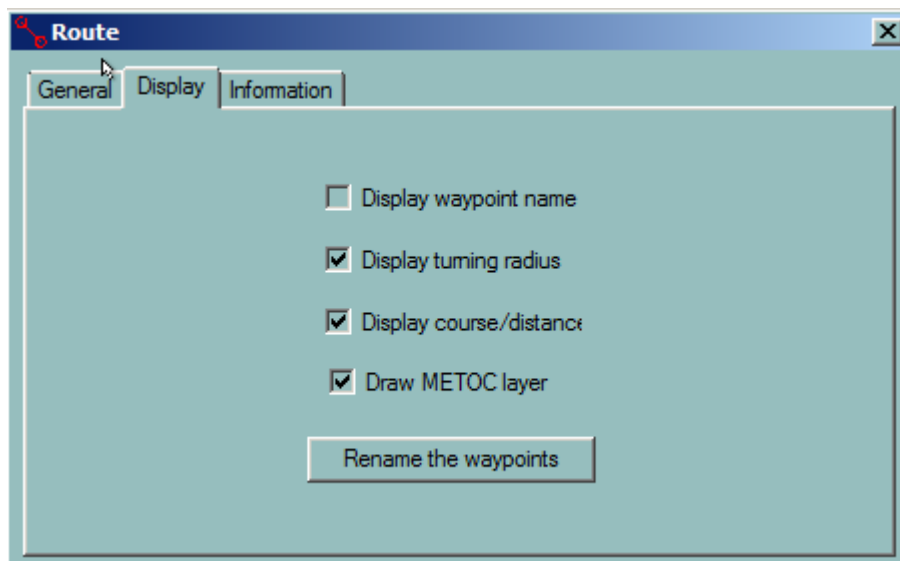 Route
General Display Information
Display waypoint name
Display turning radius
Display course/distance
Draw METOC layer
Rename the waypoints